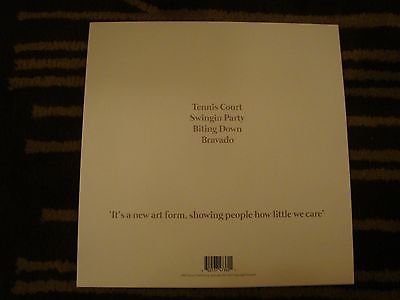 Tennis Court
Swingin Party
Biting Down
Bravado
'It's a new art form, showing people how little we care'